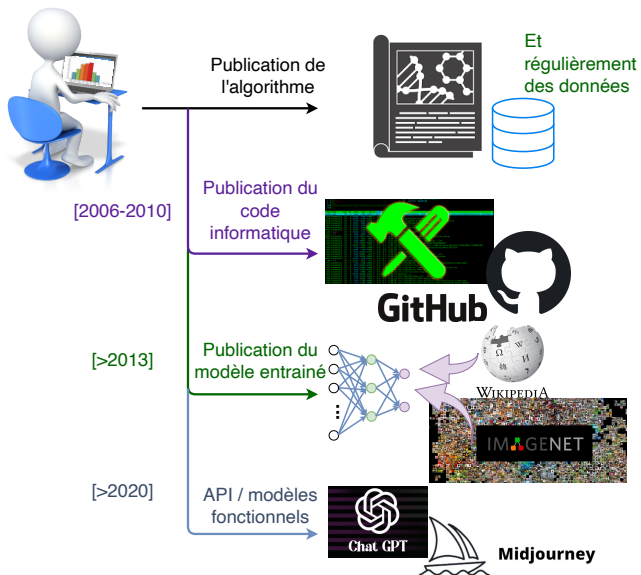 Publication de
l'algorithme
Et
régulièrement
des données
[2006-2010]
Publication du
code
informatique
GitHub
[>2013]
Publication du
modèle entrainé
...
WIKIPEDIA
IMAGENET
[>2020]
API / modèles
fonctionnels
Chat GPT
Midjourney